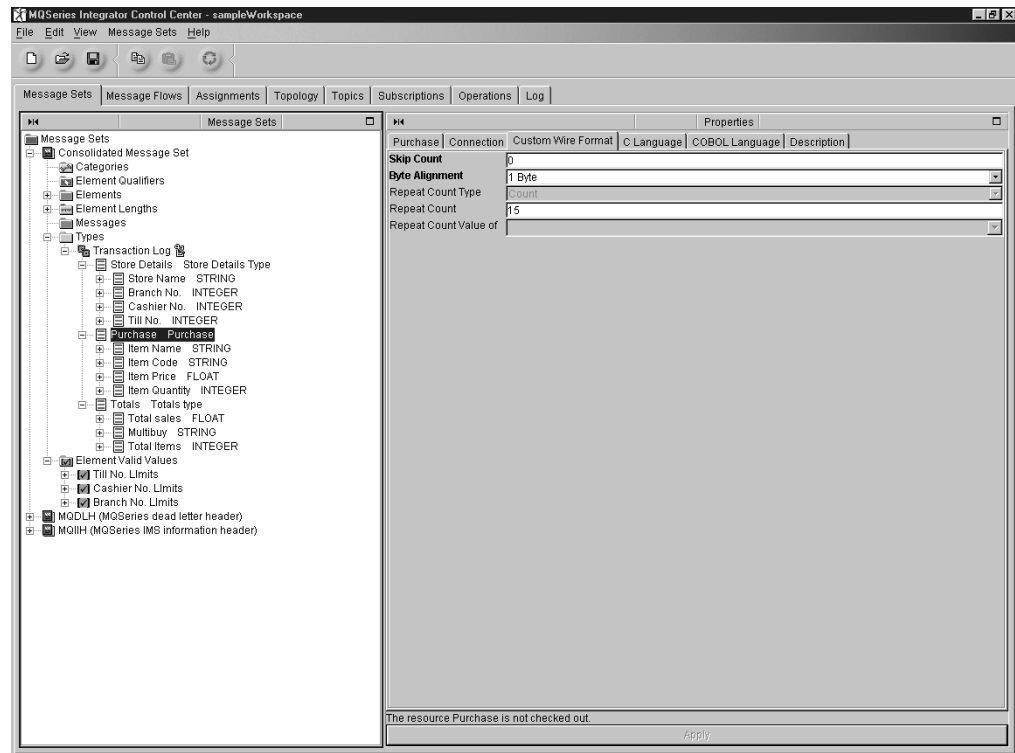 MQSeries Integrator Control Center - sampleWorkspace
File Edit View Message Sets Help
Message Sets Message Flows Assignments Topology Topics Subscriptions Operations Log
Message Sets
Message Sets
Consolidated Message Set
Categories
Element Qualifiers
Elements
Element Lengths
Messages
Types
Transaction Log
Store Details Store Details Type
Store Name STRING
Branch No. INTEGER
Cashier No. INTEGER
Till No. INTEGER
Purchase Purchase
Item Name STRING
Item Code STRING
Item Price FLOAT
Item Quantity INTEGER
Totals Totals type
Total sales FLOAT
Multibuy STRING
Total Items INTEGER
Element Valid Values
Till No. LImits
Cashier No. LImits
Branch No. LImits
MQDLH (MQSeries dead letter header)
MQIIH (MQSeries IMS information header)
Properties
Purchase Connection Custom Wire Format C Language COBOL Language Description
Skip Count 0
Byte Alignment 1 Byte
Repeat Count Type Count
Repeat Count 15
Repeat Count Value of
The resource Purchase is not checked out.
Apply